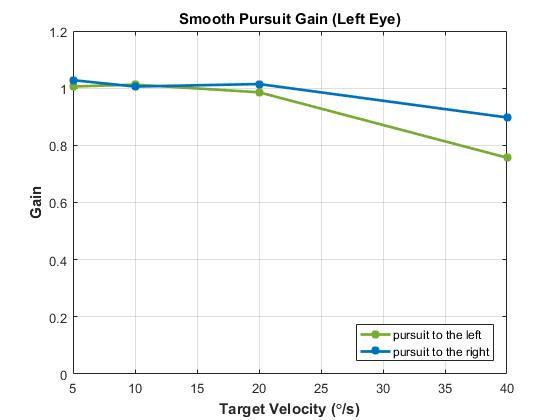 Smooth Pursuit Gain (Left Eye)
1.2
1
0.8
0.6
0.4
0.2
0
Gain
pursuit to the left
pursuit to the right
5 10 15 20 25 30 35 40
Target Velocity (°/s)